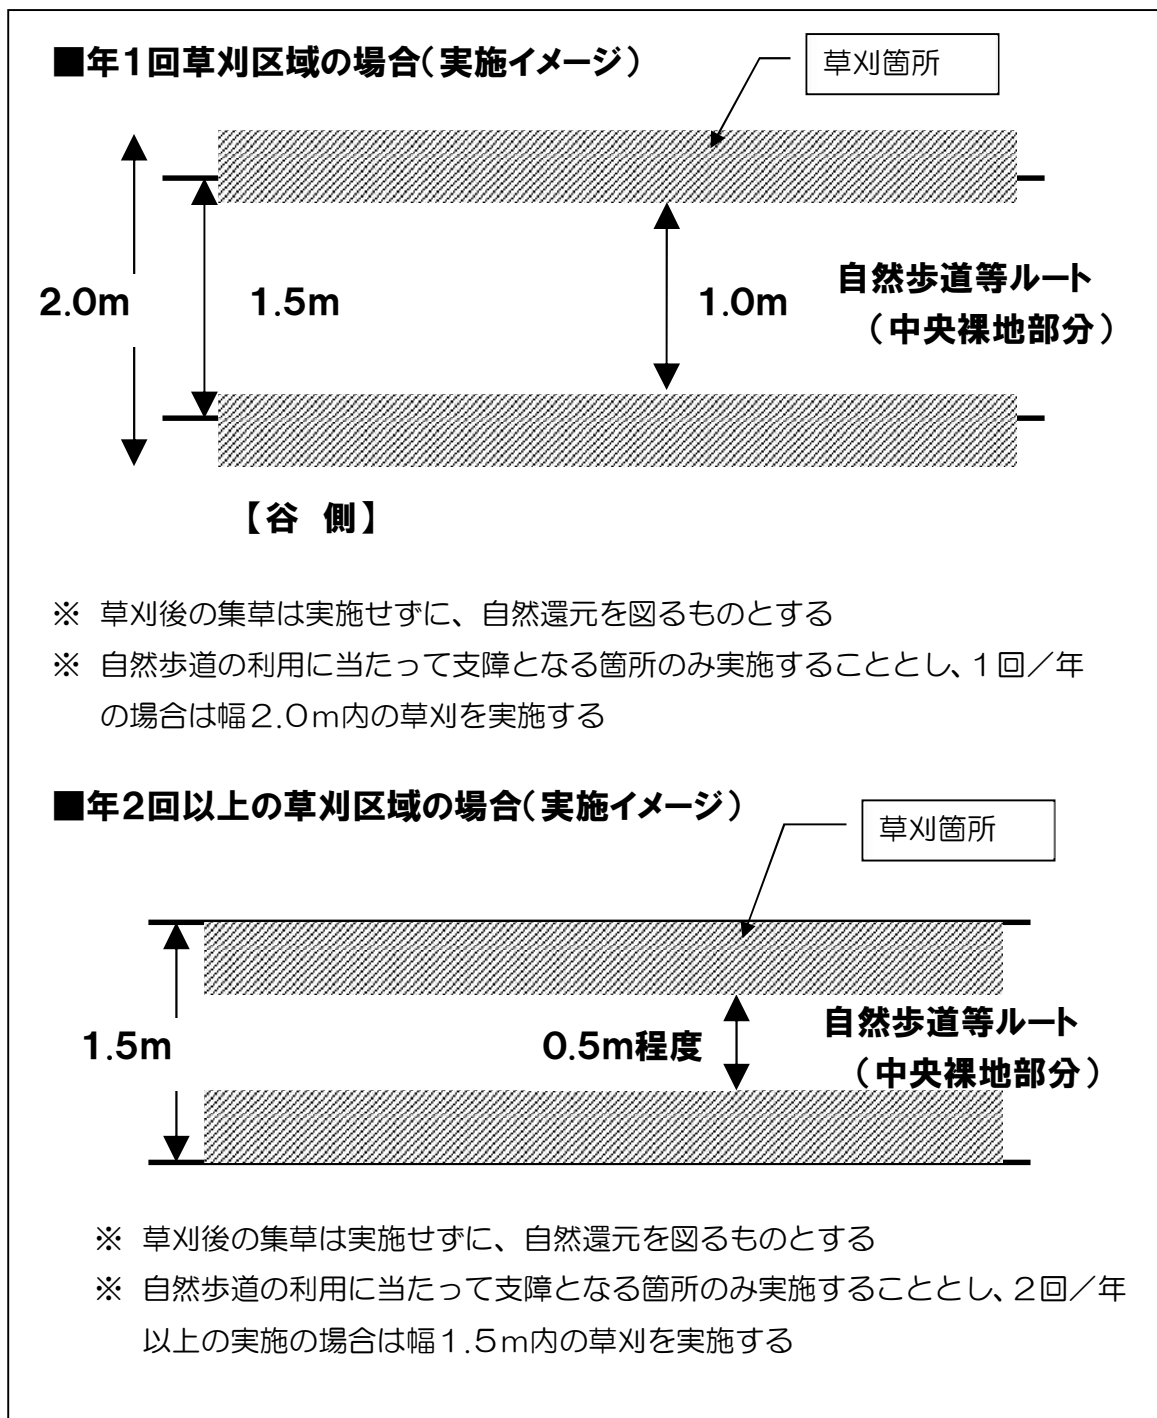 ■年1回草刈区域の場合（実施イメージ）
草刈箇所
2.0m
1.5m
1.0m
自然歩道等ルート
（中央裸地部分）
【谷　側】
※ 草刈後の集草は実施せずに、自然還元を図るものとする
※ 自然歩道の利用に当たって支障となる箇所のみ実施することとし、１回／年
の場合は幅２.０ｍ内の草刈を実施する
■年2回以上の草刈区域の場合（実施イメージ）
草刈箇所
1.5m
0.5m程度
自然歩道等ルート
（中央裸地部分）
※ 草刈後の集草は実施せずに、自然還元を図るものとする
※ 自然歩道の利用に当たって支障となる箇所のみ実施することとし、２回／年
以上の実施の場合は幅１.５ｍ内の草刈を実施する